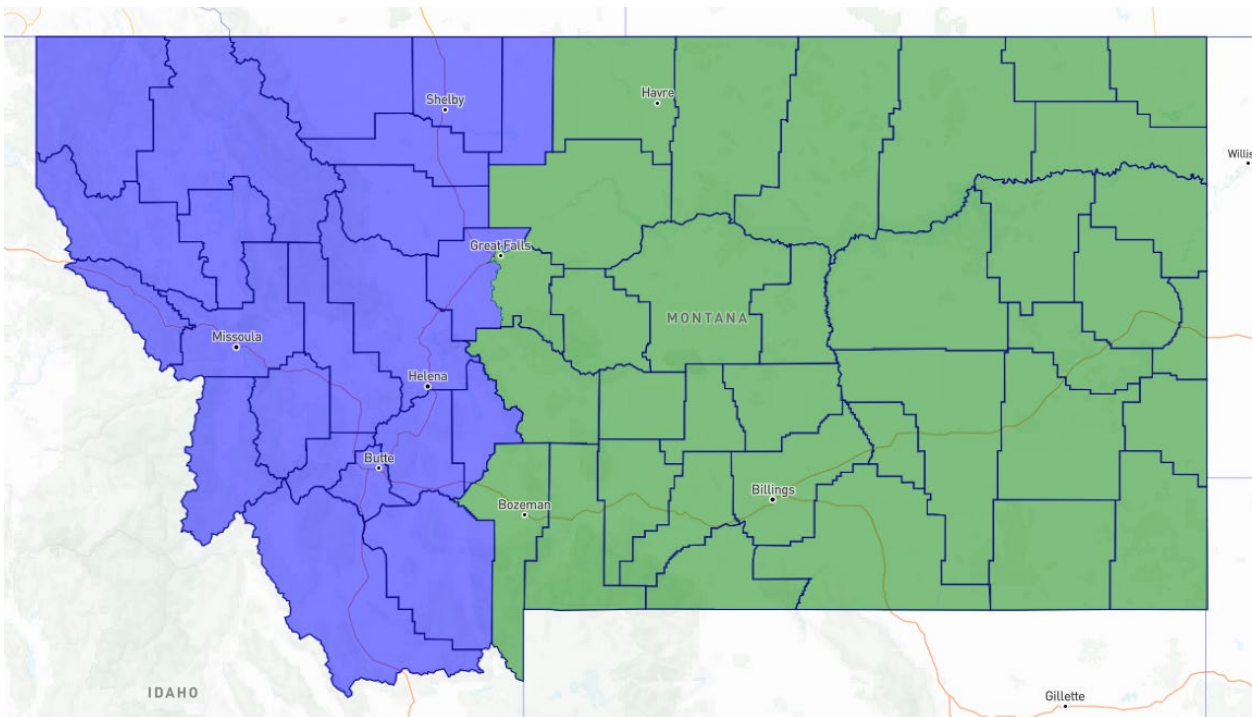 Shelby
Havre
Willis
Great Falls
MONTANA
Missoula
Helena
Butte
Billings
Bozeman
IDAHO
Gillette